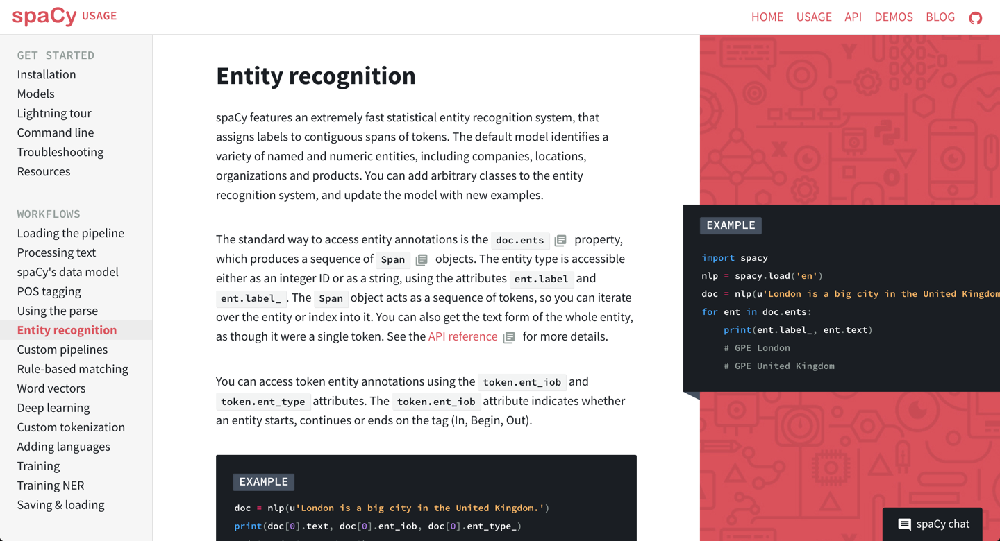 spaCy USAGE
HOME USAGE API DEMOS BLOG
GET STARTED
Installation
Models
Lightning tour
Command line
Troubleshooting
Resources
WORKFLOWS
Loading the pipeline
Processing text
spaCy's data model
POS tagging
Using the parse
Entity recognition
Custom pipelines
Rule-based matching
Word vectors
Deep learning
Custom tokenization
Adding languages
Training
Training NER
Saving & loading
Entity recognition
spaCy features an extremely fast statistical entity recognition system, that
assigns labels to contiguous spans of tokens. The default model identifies a
variety of named and numeric entities, including companies, locations,
organizations and products. You can add arbitrary classes to the entity
recognition system, and update the model with new examples.
The standard way to access entity annotations is the doc.ents property,
which produces a sequence of Span objects. The entity type is accessible
either as an integer ID or as a string, using the attributes ent.label and
ent.label_. The Span object acts as a sequence of tokens, so you can iterate
over the entity or index into it. You can also get the text form of the whole entity,
as though it were a single token. See the API reference for more details.
You can access token entity annotations using the token.ent_iob and
token.ent_type attributes. The token.ent_iob attribute indicates whether
an entity starts, continues or ends on the tag (In, Begin, Out).
EXAMPLE
doc = nlp(u'London is a big city in the United Kingdom.')
print(doc[0].text, doc[0].ent_iob, doc[0].ent_type_)
EXAMPLE
import spacy
nlp = spacy.load('en')
doc = nlp(u'London is a big city in the United Kingdom
for ent in doc.ents:
print(ent.label_, ent.text)
# GPE London
# GPE United Kingdom
spaCy chat